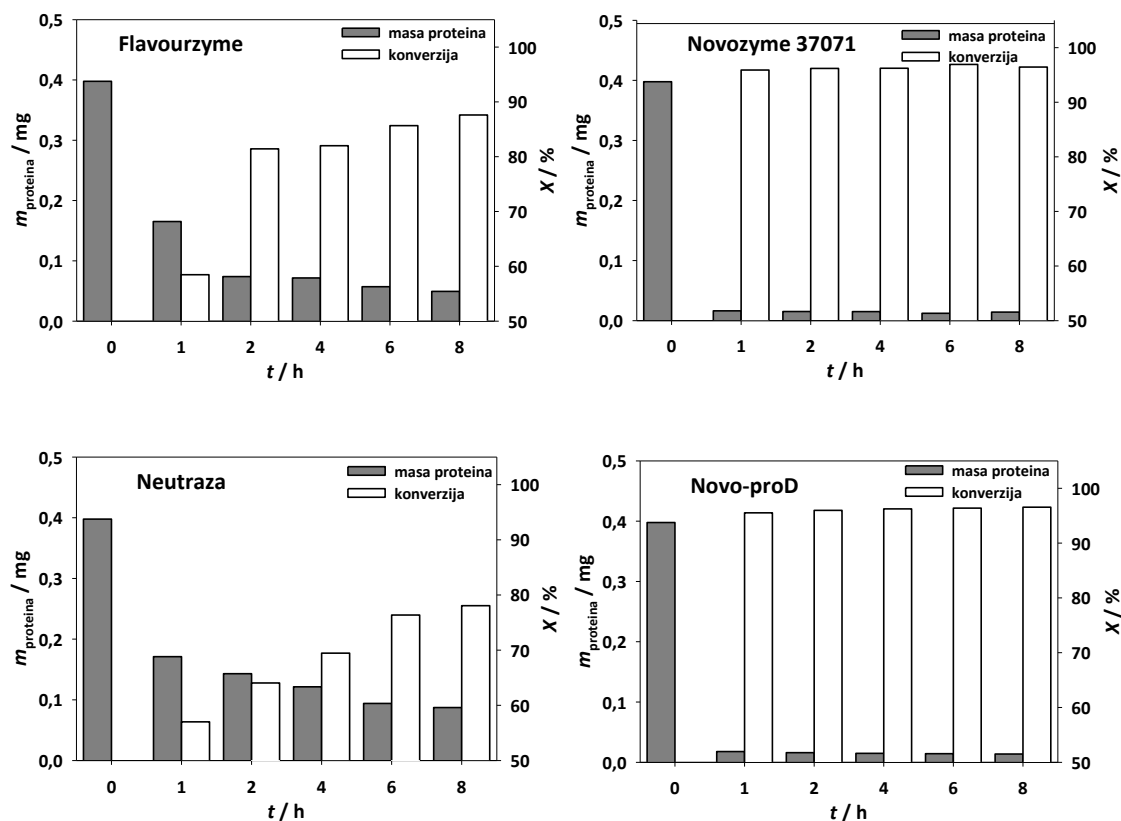 Flavourzyme
masa proteina
konverzija
0,5
0,4
0,3
0,2
0,1
0,0
m proteina / mg
100
90
80
70
60
50
X / %
0 1 2 4 6 8
t / h
Novozyme 37071
masa proteina
konverzija
0,5
0,4
0,3
0,2
0,1
0,0
m proteina / mg
100
90
80
70
60
50
X / %
0 1 2 4 6 8
t / h
Neutraza
masa proteina
konverzija
0,5
0,4
0,3
0,2
0,1
0,0
m proteina / mg
100
90
80
70
60
50
X / %
0 1 2 4 6 8
t / h
Novo-proD
masa proteina
konverzija
0,5
0,4
0,3
0,2
0,1
0,0
m proteina / mg
100
90
80
70
60
50
X / %
0 1 2 4 6 8
t / h